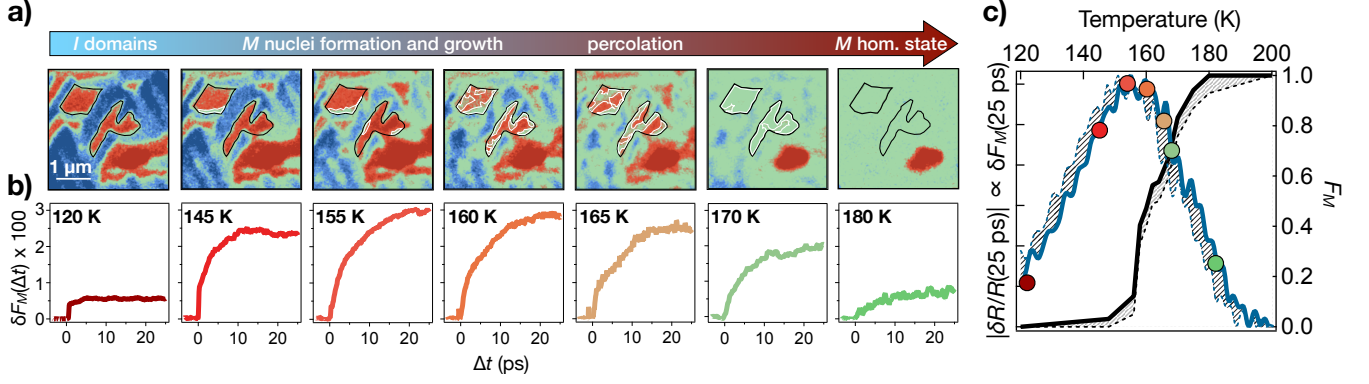 a)
I domains
M nuclei formation and growth
percolation
M hom. state
1 μm
b)
δF_M(Δt) x 100
3
2
1
0
120 K
145 K
155 K
160 K
165 K
170 K
180 K
0 10 20
0 10 20
0 10 20
0 10 20
0 10 20
0 10 20
0 10 20
Δt (ps)
c)
Temperature (K)
120 140 160 180 200
|δR/R(25 ps)| ∝ δF_M(25 ps)
1.0
0.8
0.6
0.4
0.2
0.0
F_M